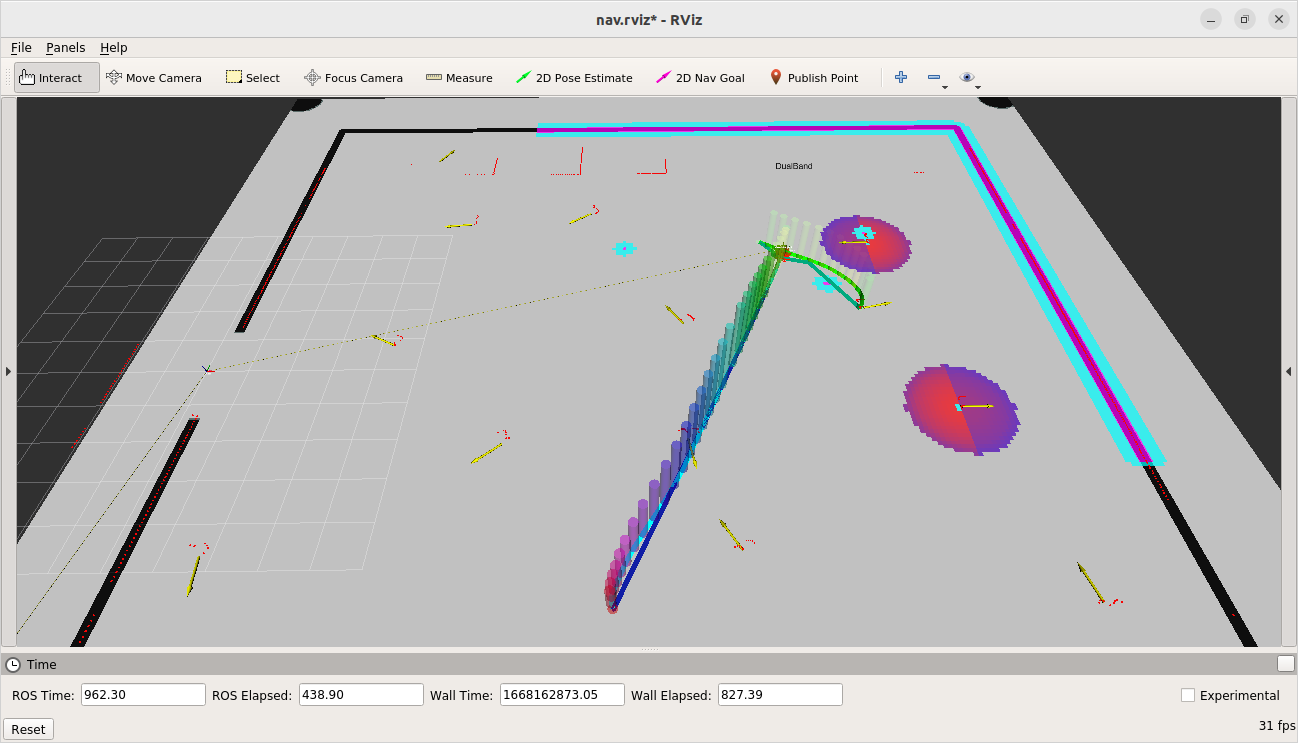 nav.rviz* - RViz
File Panels Help
Interact Move Camera Select Focus Camera Measure 2D Pose Estimate 2D Nav Goal Publish Point
DualBand
Time
ROS Time: 962.30 ROS Elapsed: 438.90 Wall Time: 1668162873.05 Wall Elapsed: 827.39 Experimental
Reset 31 fps